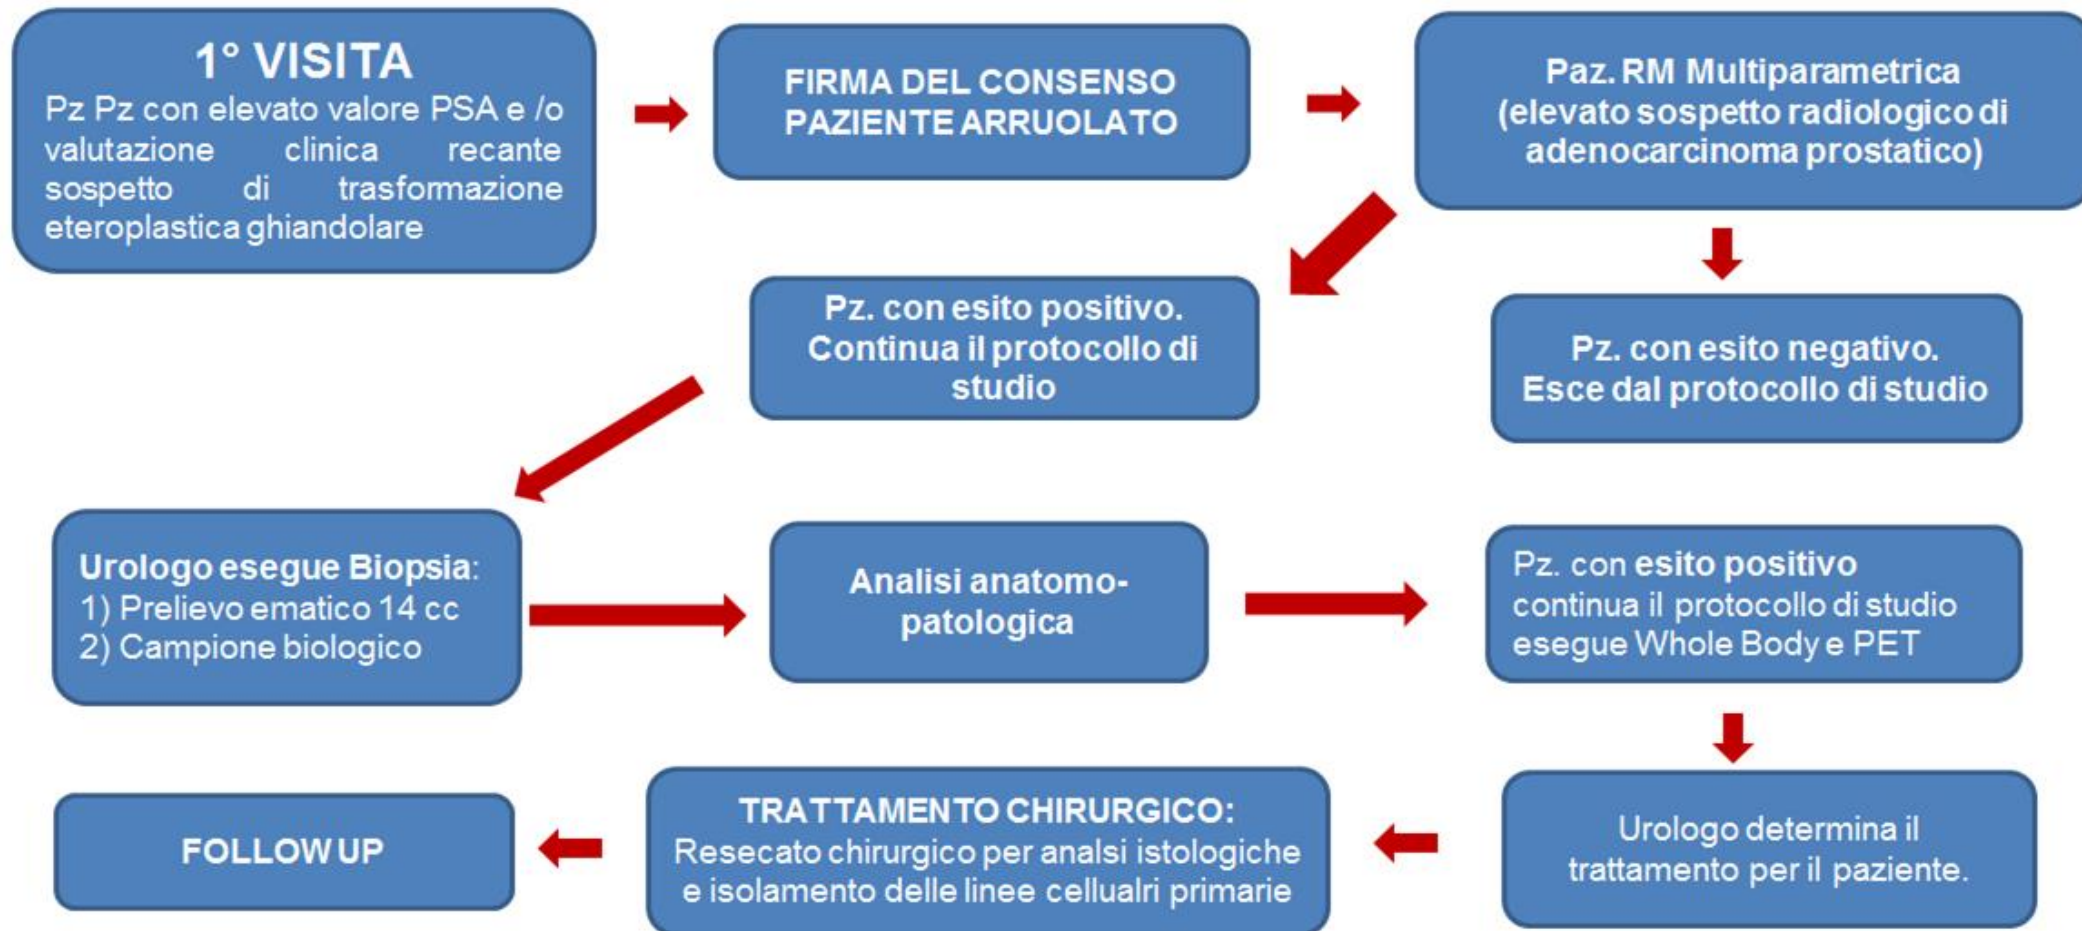 1° VISITA
Pz Pz con elevato valore PSA e /o
valutazione clinica recante
sospetto di trasformazione
eteroplastica ghiandolare
FIRMA DEL CONSENSO
PAZIENTE ARRUOLATO
Paz. RM Multiparametrica
(elevato sospetto radiologico di
adenocarcinoma prostatico)
Pz. con esito positivo.
Continua il protocollo di
studio
Pz. con esito negativo.
Esce dal protocollo di studio
Urologo esegue Biopsia:
1) Prelievo ematico 14 cc
2) Campione biologico
Analisi anatomo-
patologica
Pz. con esito positivo
continua il protocollo di studio
esegue Whole Body e PET
Urologo determina il
trattamento per il paziente.
TRATTAMENTO CHIRURGICO:
Resecato chirurgico per analsi istologiche
e isolamento delle linee cellualri primarie
FOLLOW UP